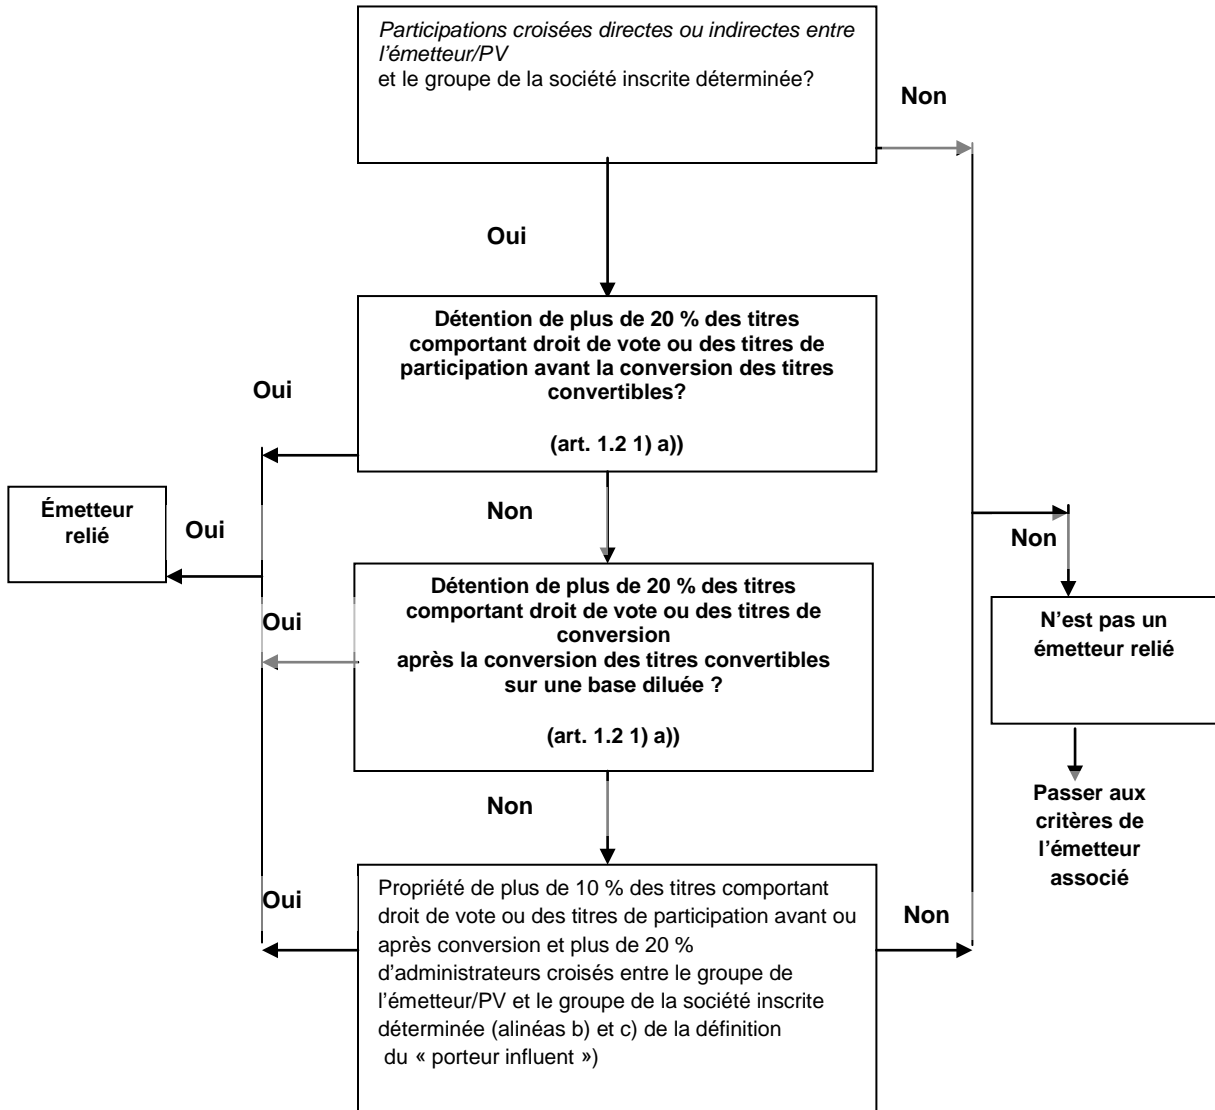 Participations croisées directes ou indirectes entre
l'émetteur/PV
et le groupe de la société inscrite déterminée?
Non
Oui
Détention de plus de 20 % des titres
comportant droit de vote ou des titres de
participation avant la conversion des titres
convertibles?
(art. 1.2 1) a))
Oui
Émetteur
relié
Oui
Non
Non
Détention de plus de 20 % des titres
comportant droit de vote ou des titres de
conversion
après la conversion des titres convertibles
sur une base diluée ?
(art. 1.2 1) a))
Oui
N'est pas un
émetteur relié
Non
Passer aux
critères de
l'émetteur
associé
Oui
Propriété de plus de 10 % des titres comportant
droit de vote ou des titres de participation avant ou
après conversion et plus de 20 %
d'administrateurs croisés entre le groupe de
l'émetteur/PV et le groupe de la société inscrite
déterminée (alinéas b) et c) de la définition
du « porteur influent »)
Non